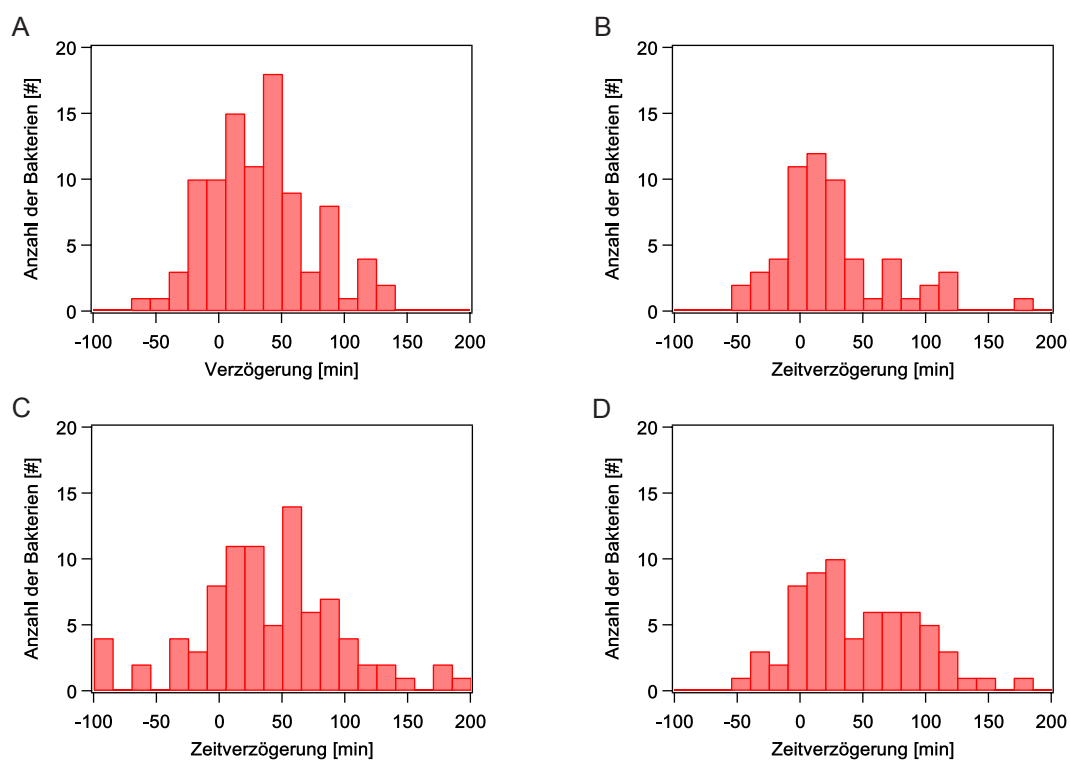 A
20
15
10
5
0
Anzahl der Bakterien [#]
-100 -50 0 50 100 150 200
Verzögerung [min]
B
20
15
10
5
0
Anzahl der Bakterien [#]
-100 -50 0 50 100 150 200
Zeitverzögerung [min]
C
20
15
10
5
0
Anzahl der Bakterien [#]
-100 -50 0 50 100 150 200
Zeitverzögerung [min]
D
20
15
10
5
0
Anzahl der Bakterien [#]
-100 -50 0 50 100 150 200
Zeitverzögerung [min]